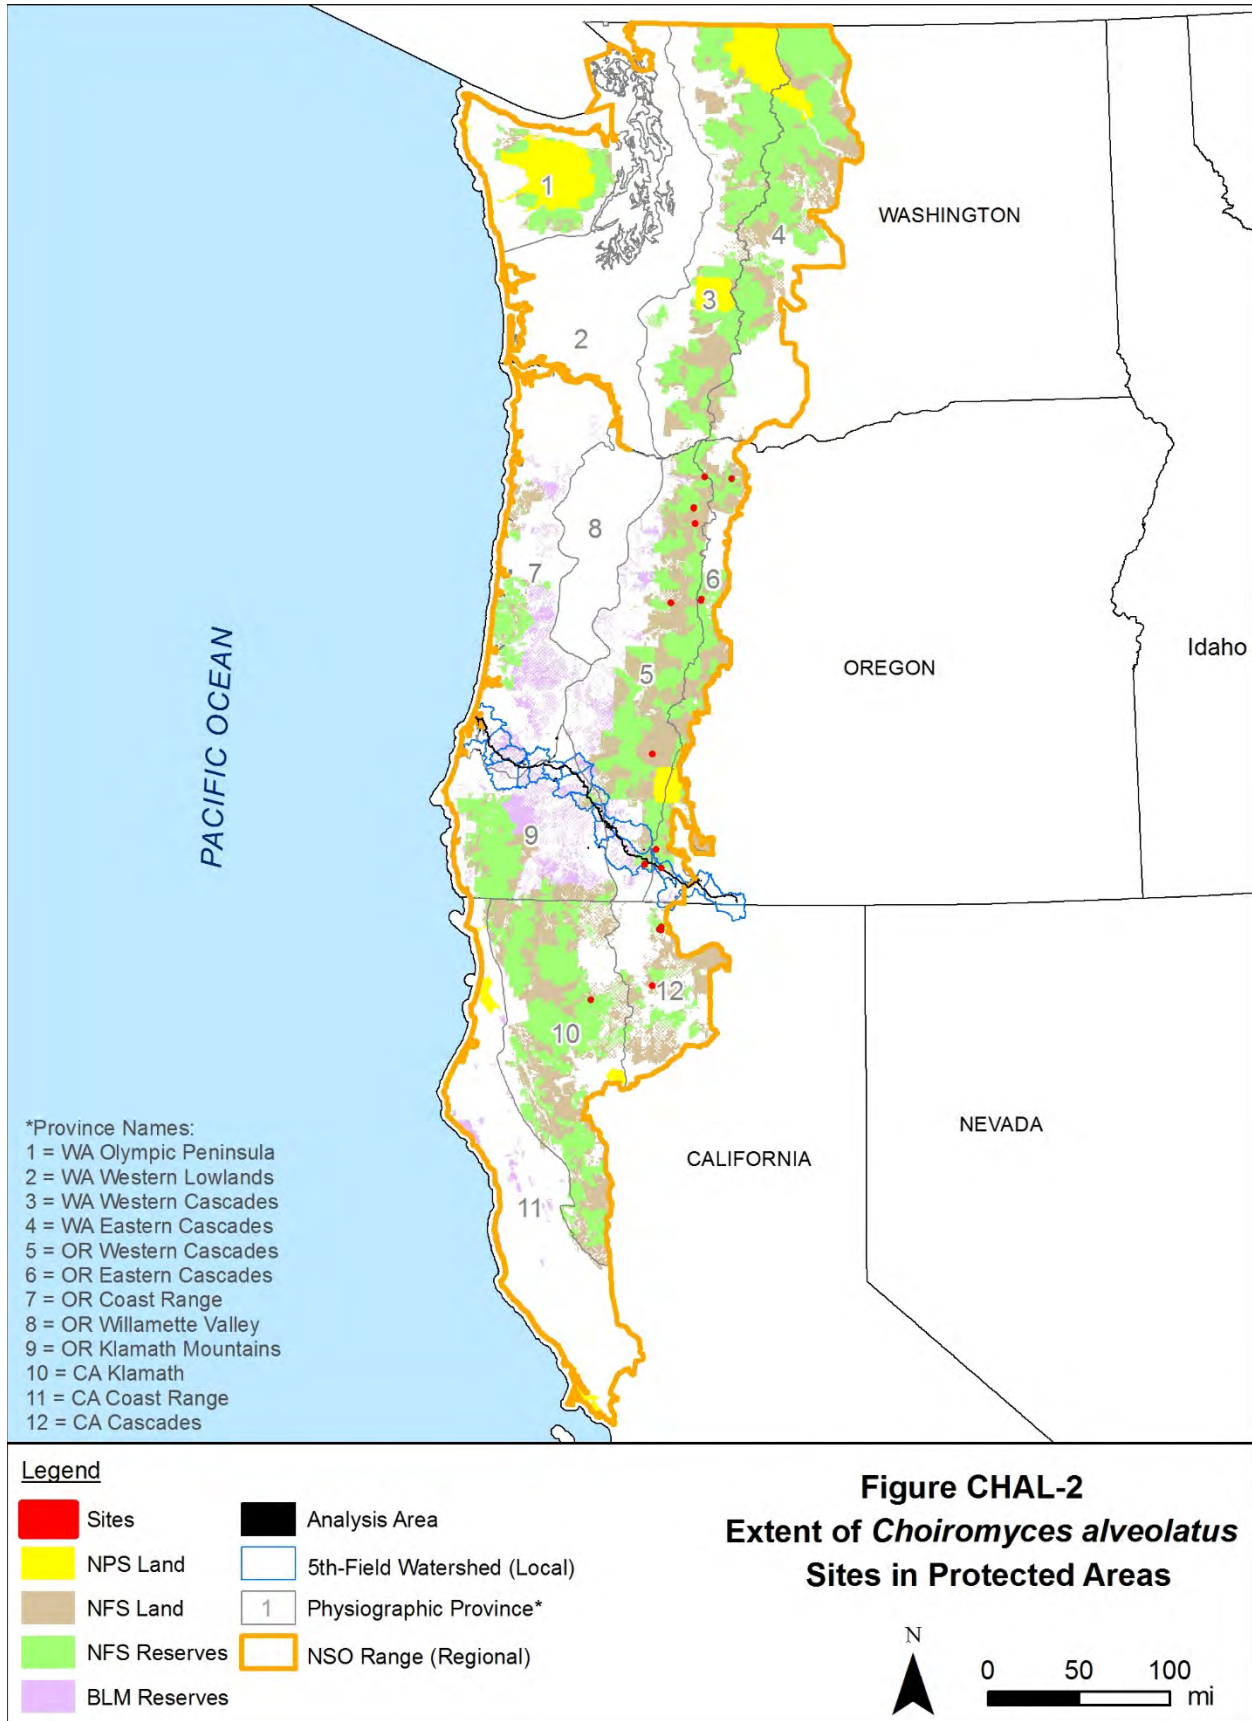 WASHINGTON
1
4
3
2
8
7
6
5
OREGON
Idaho
PACIFIC OCEAN
9
12
10
NEVADA
CALIFORNIA
11
*Province Names:
1 = WA Olympic Peninsula
2 = WA Western Lowlands
3 = WA Western Cascades
4 = WA Eastern Cascades
5 = OR Western Cascades
6 = OR Eastern Cascades
7 = OR Coast Range
8 = OR Willamette Valley
9 = OR Klamath Mountains
10 = CA Klamath
11 = CA Coast Range
12 = CA Cascades
Legend
Sites
NPS Land
NFS Land
NFS Reserves
BLM Reserves
Analysis Area
5th-Field Watershed (Local)
1 Physiographic Province*
NSO Range (Regional)
Figure CHAL-2
Extent of Choiromyces alveolatus
Sites in Protected Areas
N
0 50 100
mi